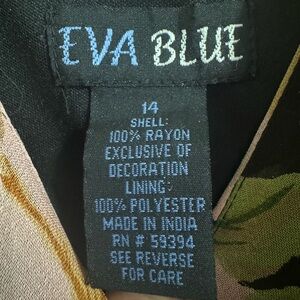 EVA BLUE
14
SHELL:
100% RAYON
EXCLUSIVE OF
DECORATION
LINING:
100% POLYESTER
MADE IN INDIA
RN # 59394
SEE REVERSE
FOR CARE